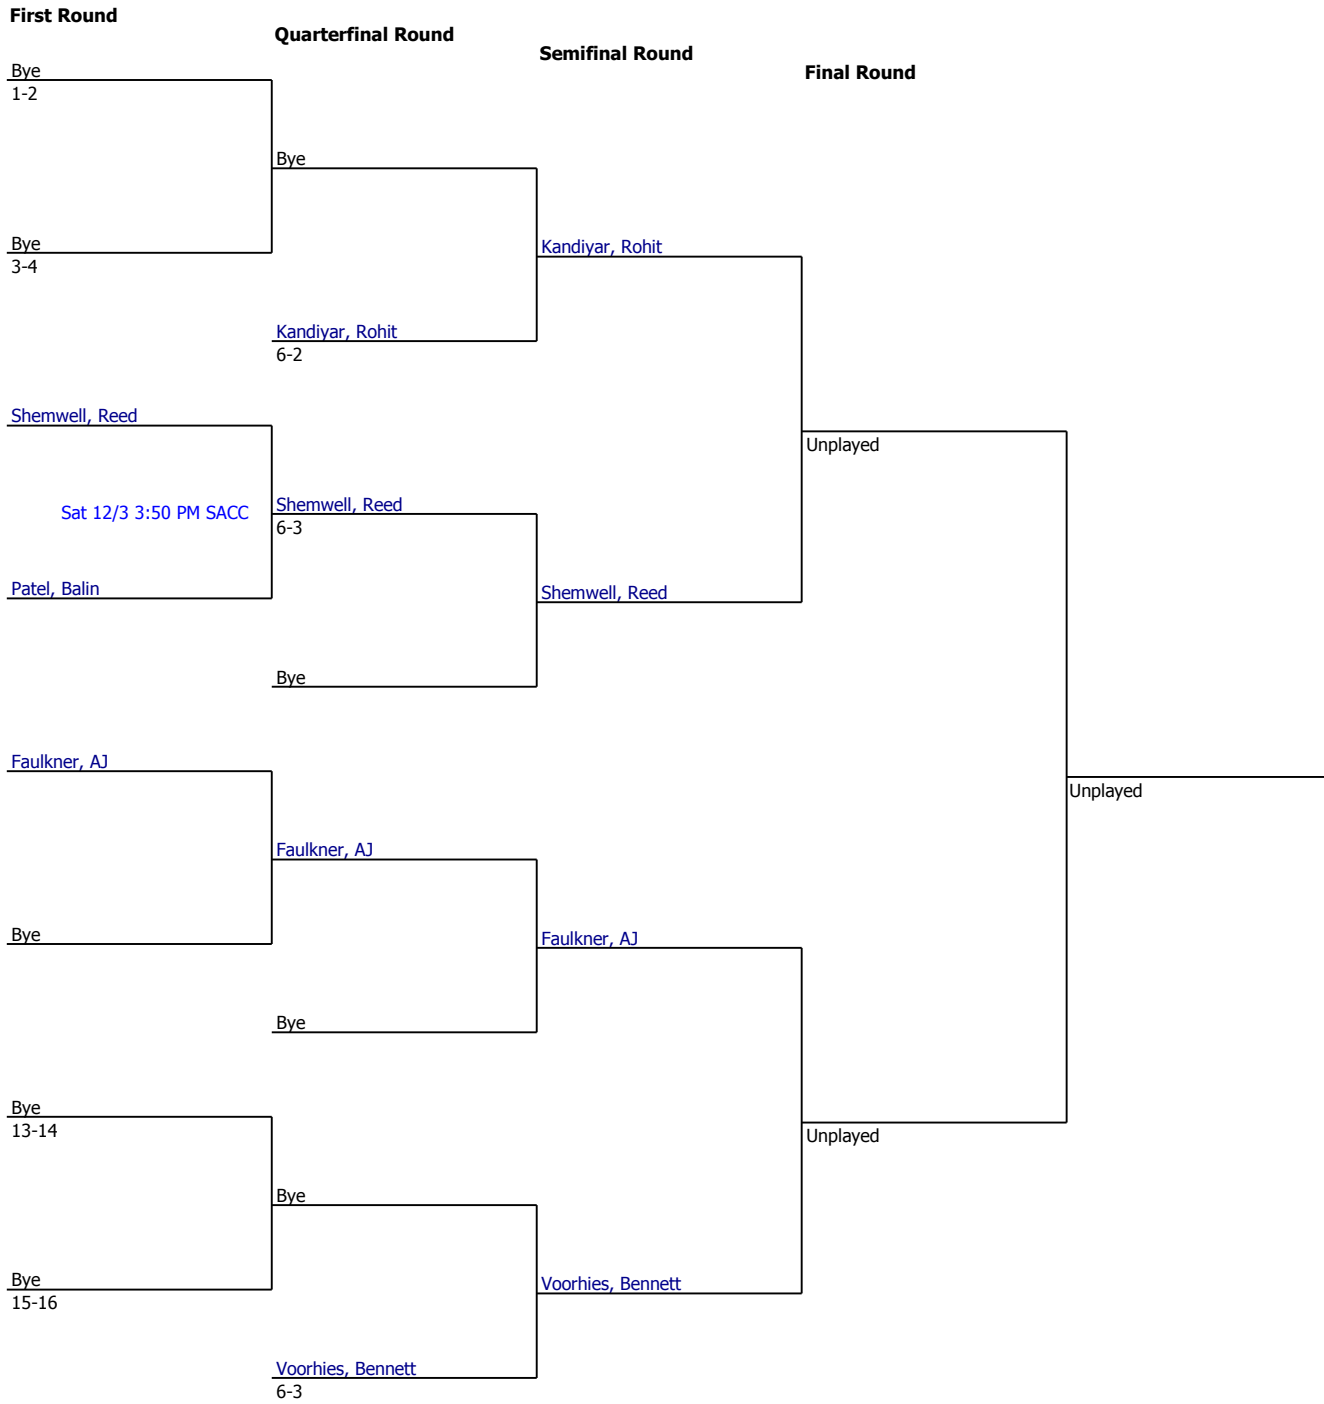 First Round
Quarterfinal Round
Semifinal Round
Final Round
Bye
1-2
Bye
Bye
3-4
Kandiyar, Rohit
Kandiyar, Rohit
6-2
Shemwell, Reed
Unplayed
Sat 12/3 3:50 PM SACC
Shemwell, Reed
6-3
Patel, Balin
Shemwell, Reed
Bye
Faulkner, AJ
Unplayed
Faulkner, AJ
Bye
Faulkner, AJ
Bye
Bye
13-14
Unplayed
Bye
Bye
15-16
Voorhies, Bennett
Voorhies, Bennett
6-3